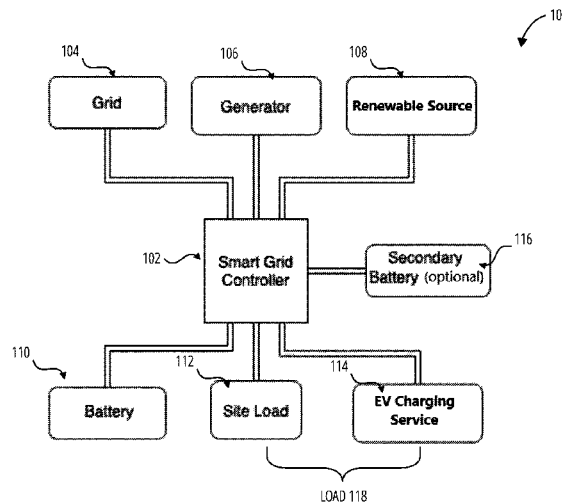 104
106
108
Grid
Generator
Renewable Source
102
Smart Grid
Controller
116
Secondary
Battery (optional)
110
112
114
Battery
Site Load
EV Charging
Service
LOAD 118